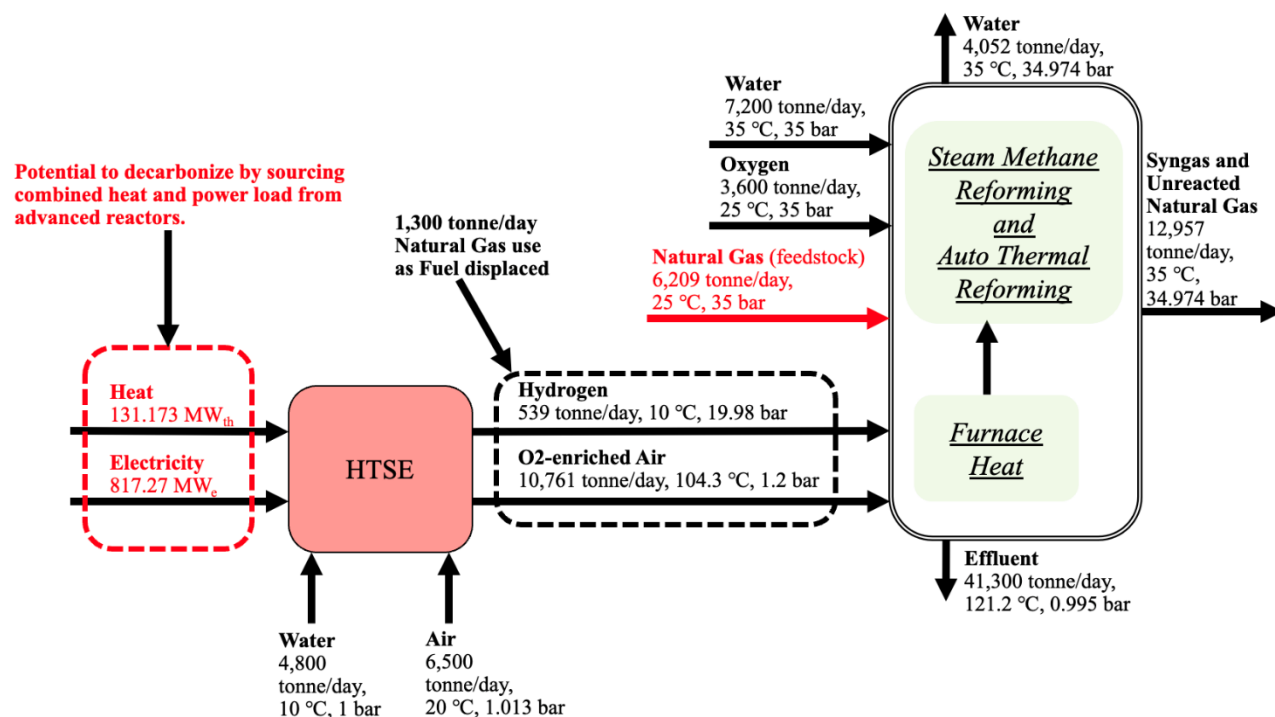 Water
4,052 tonne/day,
35 ℃, 34.974 bar
Water
7,200 tonne/day,
35 ℃, 35 bar
Oxygen
3,600 tonne/day,
25 ℃, 35 bar
Natural Gas (feedstock)
6,209 tonne/day,
25 ℃, 35 bar
Steam Methane
Reforming
and
Auto Thermal
Reforming
Syngas and
Unreacted
Natural Gas
12,957
tonne/day,
35 ℃,
34.974 bar
Potential to decarbonize by sourcing
combined heat and power load from
advanced reactors.
1,300 tonne/day
Natural Gas use
as Fuel displaced
Heat
131.173 MWth
Electricity
817.27 MWe
HTSE
Hydrogen
539 tonne/day, 10 ℃, 19.98 bar
O2-enriched Air
10,761 tonne/day, 104.3 ℃, 1.2 bar
Furnace
Heat
Water
4,800
tonne/day,
10 ℃, 1 bar
Air
6,500
tonne/day,
20 ℃, 1.013 bar
Effluent
41,300 tonne/day,
121.2 ℃, 0.995 bar